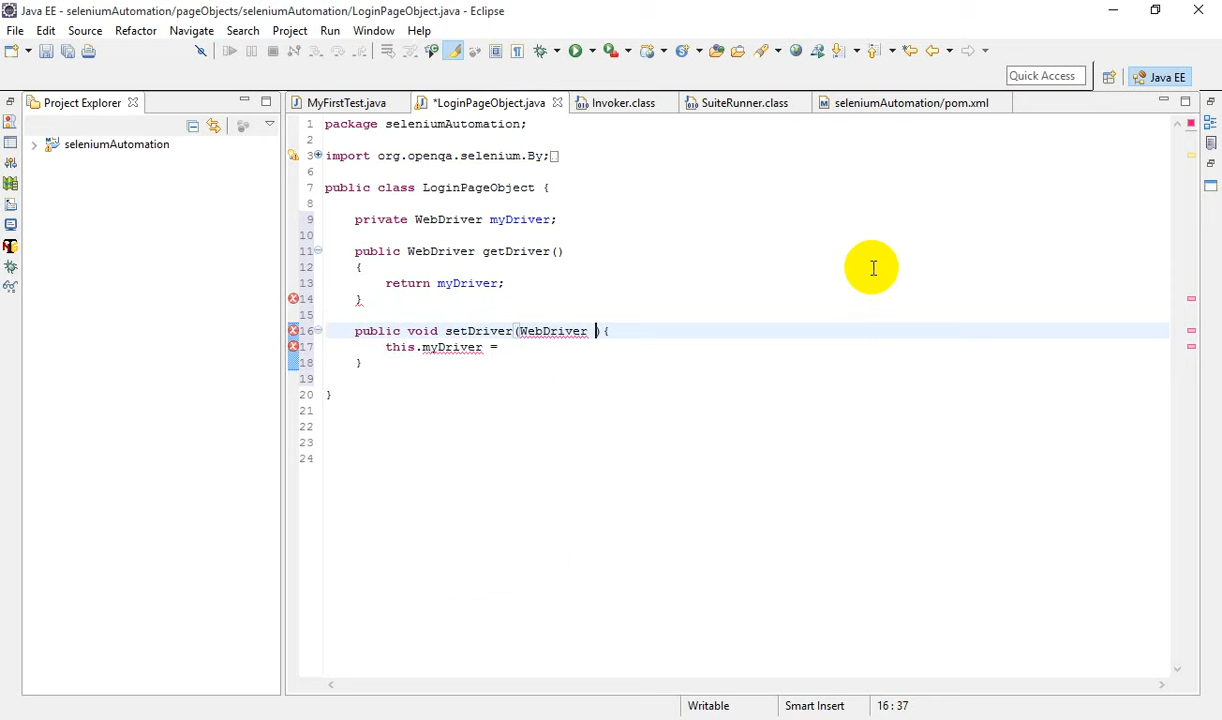 Java EE - seleniumAutomation/pageObjects/seleniumAutomation/LoginPageObject.java - Eclipse
File Edit Source Refactor Navigate Search Project Run Window Help
Quick Access
Java EE
Project Explorer
MyFirstTest.java *LoginPageObject.java Invoker.class SuiteRunner.class seleniumAutomation/pom.xml
seleniumAutomation
1 package seleniumAutomation;
2
3 import org.openqa.selenium.By;
6
7 public class LoginPageObject {
8
9 private WebDriver myDriver;
10
11 public WebDriver getDriver()
12 {
13 return myDriver;
14 }
15
16 public void setDriver(WebDriver ){
17 this.myDriver =
18 }
19
20 }
21
22
23
24
Writable Smart Insert 16 : 37